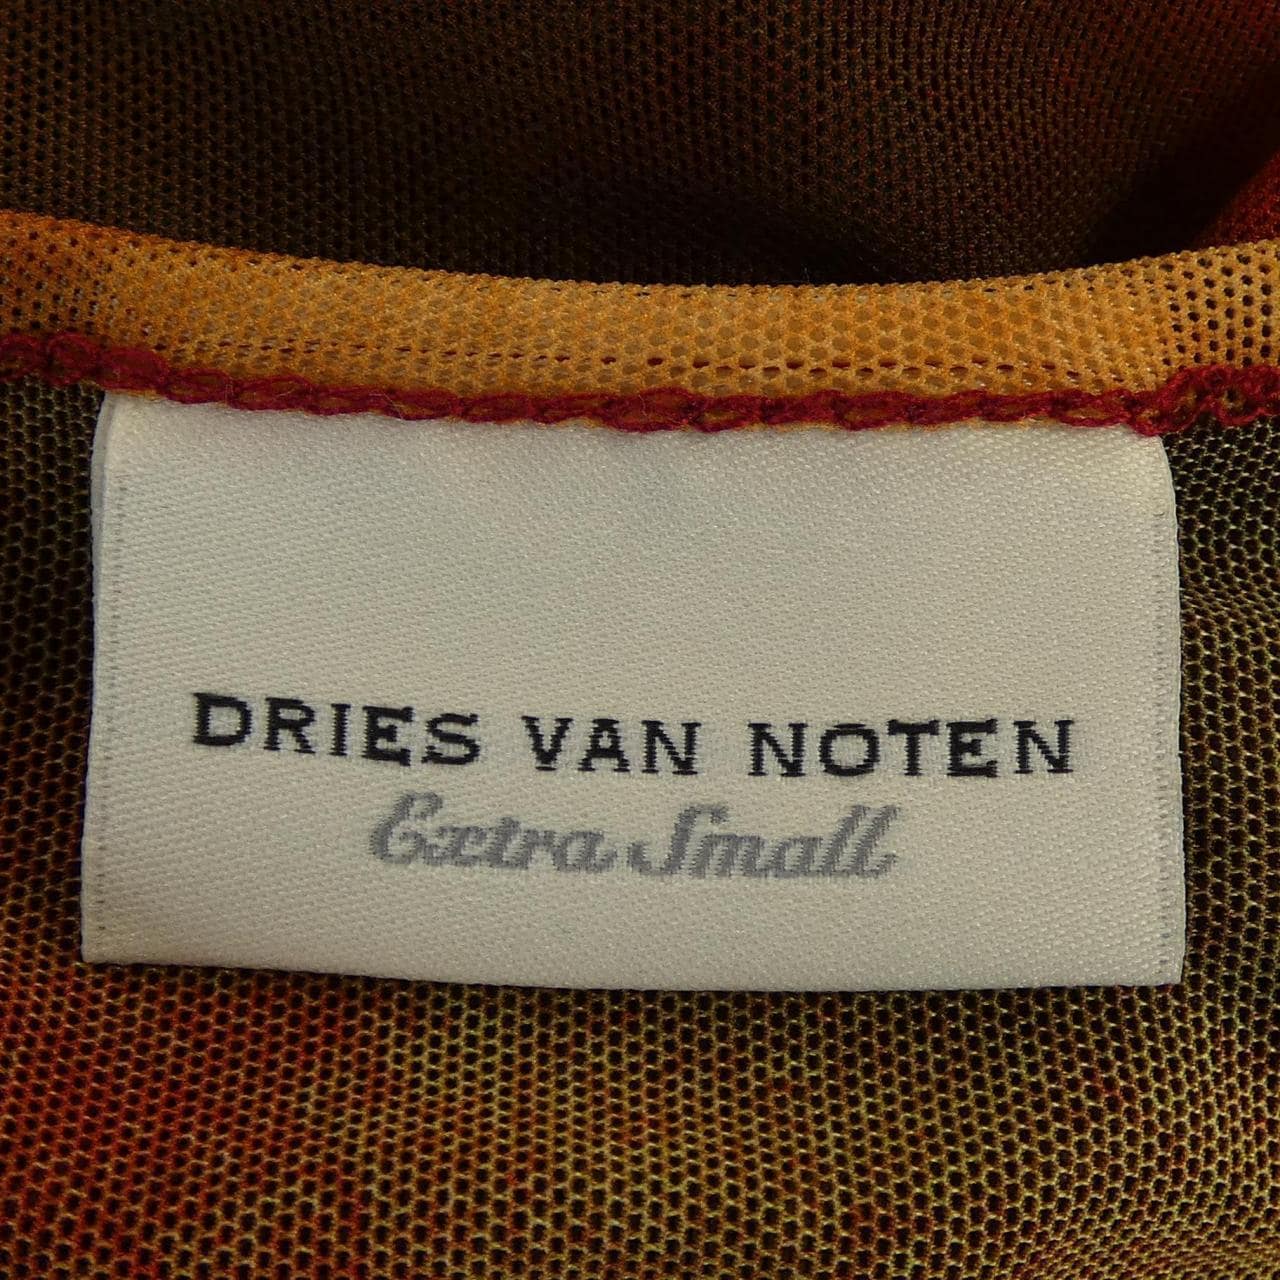 DRIES VAN NOTEN
Extra Small